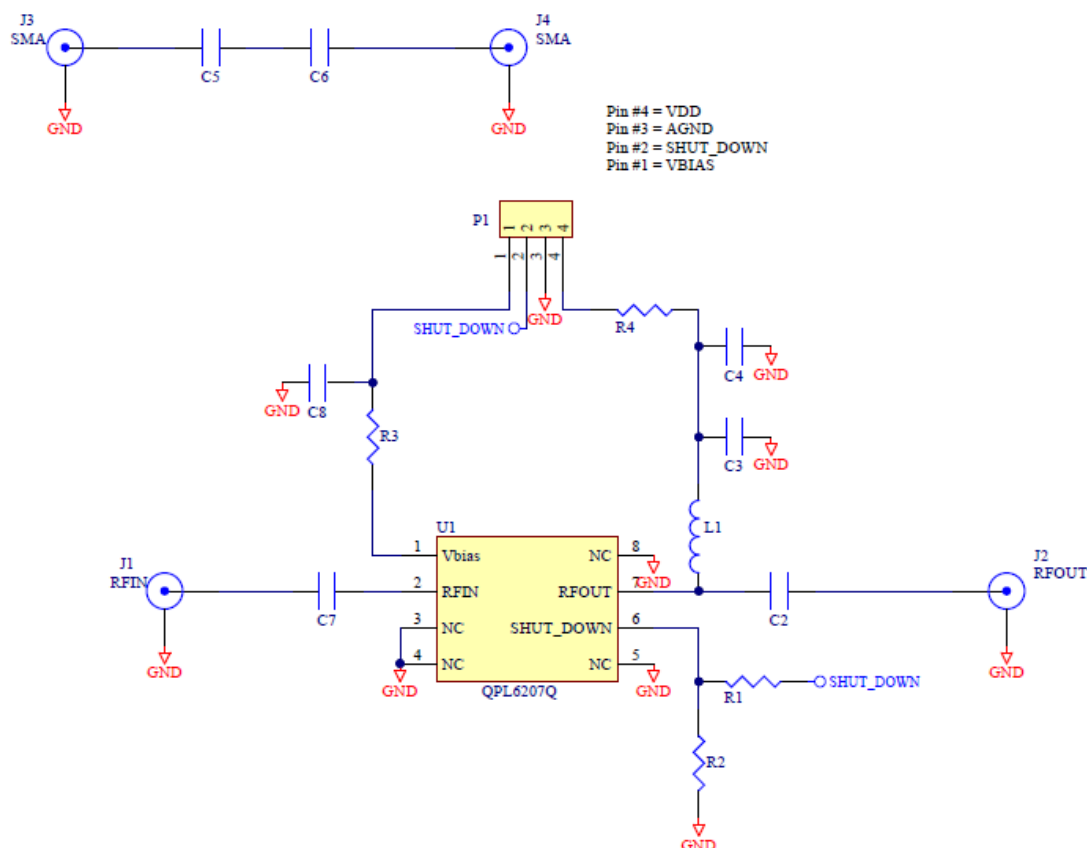 J3
SMA
J4
SMA
C5
C6
GND
GND
Pin #4 = VDD
Pin #3 = AGND
Pin #2 = SHUT_DOWN
Pin #1 = VBIAS
P1
1
2
3
4
1
2
3
4
SHUT_DOWN
GND
R4
C4
GND
GND
C8
R3
C3
GND
L1
U1
1
Vbias
NC
8
GND
J1
RFIN
J2
RFOUT
2
RFIN
RFOUT
7
C7
C2
3
NC
SHUT_DOWN
6
4
NC
NC
5
GND
GND
GND
GND
QPL6207Q
R1
SHUT_DOWN
R2
GND